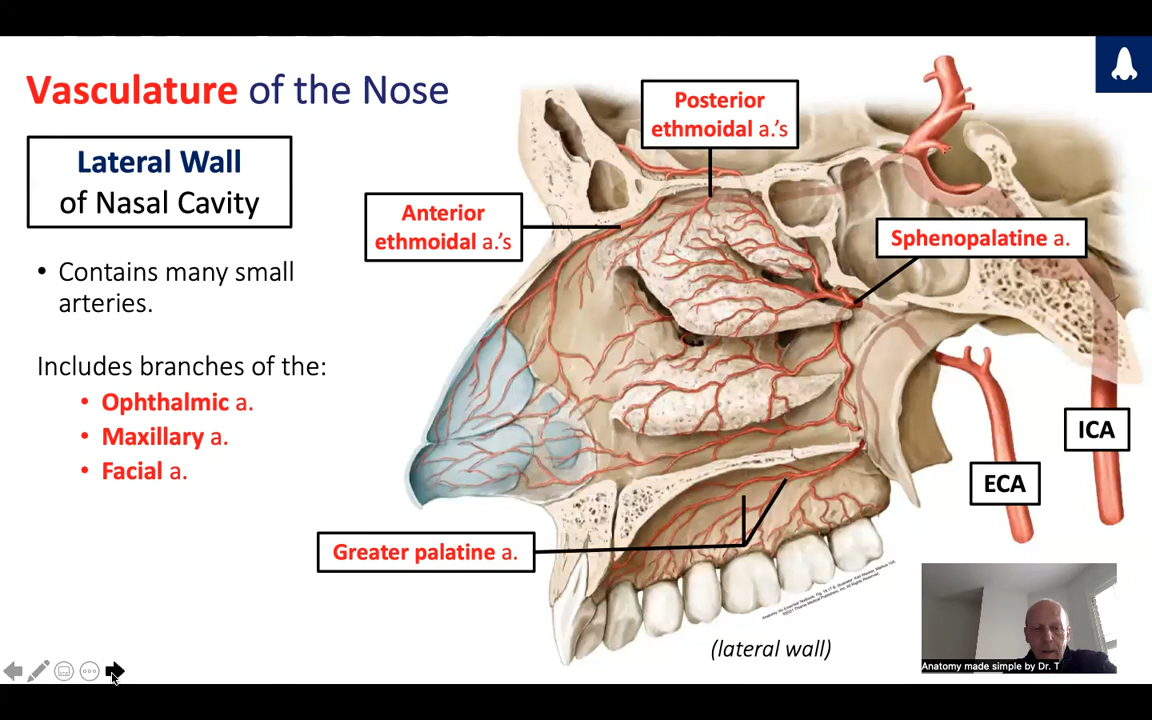 Vasculature of the Nose
Lateral Wall
of Nasal Cavity
• Contains many small
arteries.
Includes branches of the:
• Ophthalmic a.
• Maxillary a.
• Facial a.
Posterior
ethmoidal a.'s
Anterior
ethmoidal a.'s
Sphenopalatine a.
ICA
ECA
Greater palatine a.
(lateral wall)
Anatomy made simple by Dr. T